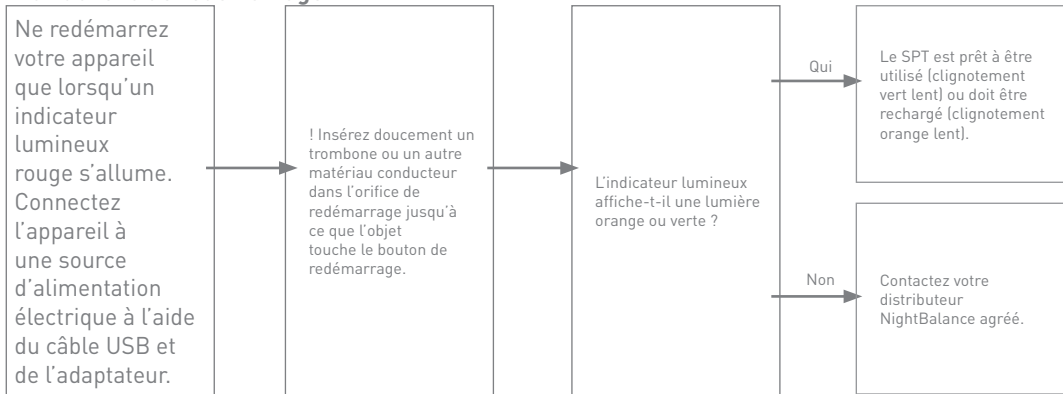 Ne redémarrez
votre appareil
que lorsqu'un
indicateur
lumineux
rouge s'allume.
Connectez
l'appareil à
une source
d'alimentation
électrique à l'aide
du câble USB et
de l'adaptateur.
! Insérez doucement un
trombone ou un autre
matériau conducteur
dans l'orifice de
redémarrage jusqu'à
ce que l'objet
touche le bouton de
redémarrage.
L'indicateur lumineux
affiche-t-il une lumière
orange ou verte ?
Qui
Le SPT est prêt à être
utilisé (clignotement
vert lent) ou doit être
rechargé (clignotement
orange lent).
Non
Contactez votre
distributeur
NightBalance agréé.